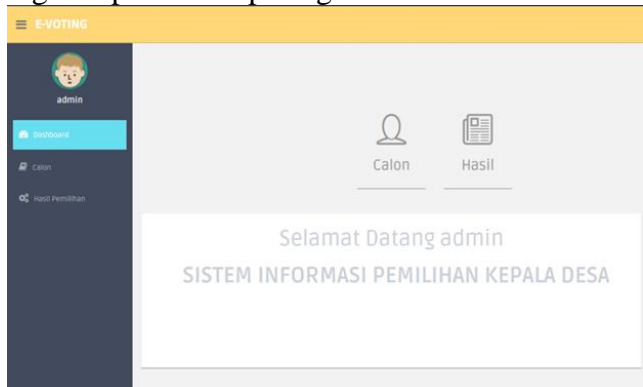 E-VOTING
admin
Dashboard
Calon
Hasil Pemilihan
Calon
Hasil
Selamat Datang admin
SISTEM INFORMASI PEMILIHAN KEPALA DESA